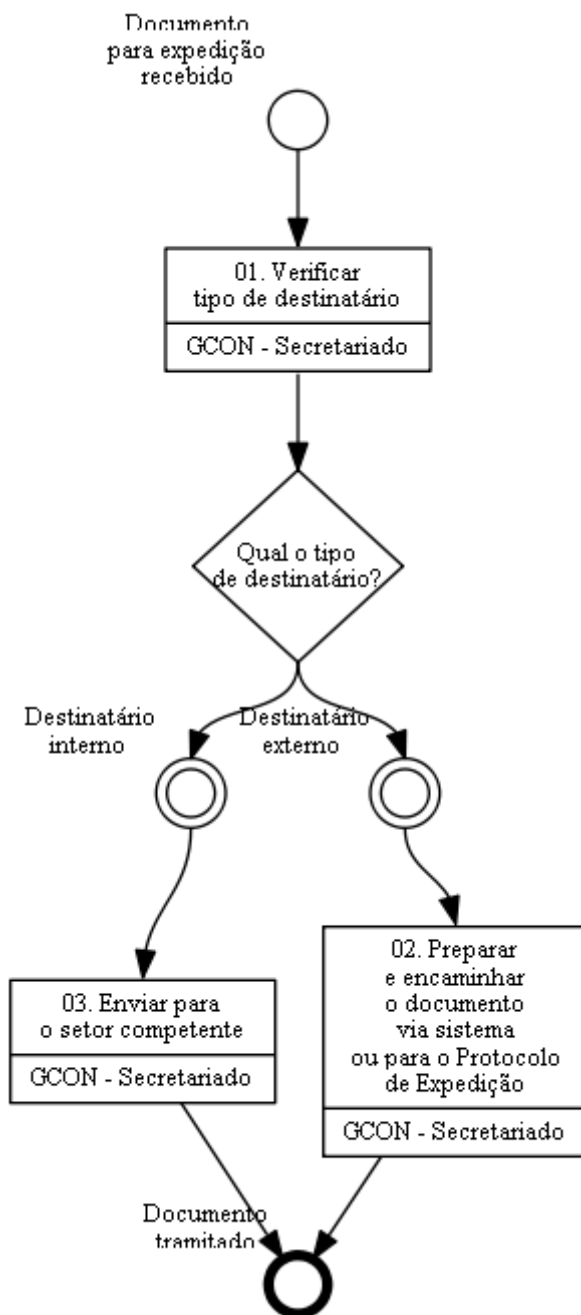 Documento
para expedição
recebido
01. Verificar
tipo de destinatário
GCON - Secretariado
Qual o tipo
de destinatário?
Destinatário
interno
Destinatário
externo
03. Enviar para
o setor competente
GCON - Secretariado
02. Preparar
e encaminhar
o documento
via sistema
ou para o Protocolo
de Expedição
GCON - Secretariado
Documento
tramitado